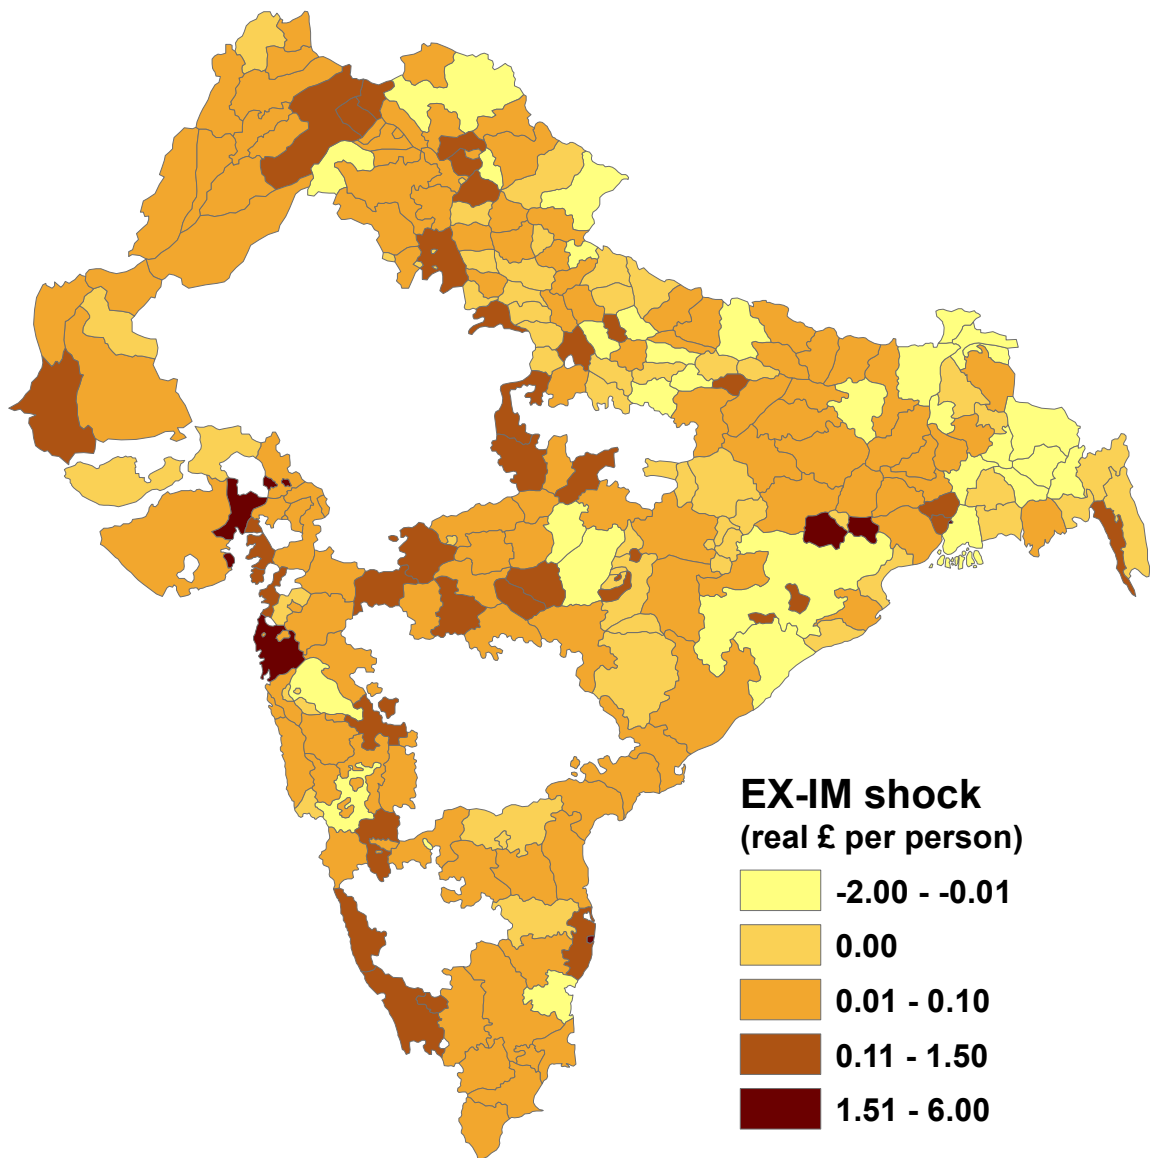 EX-IM shock
(real £ per person)
-2.00 - -0.01
0.00
0.01 - 0.10
0.11 - 1.50
1.51 - 6.00